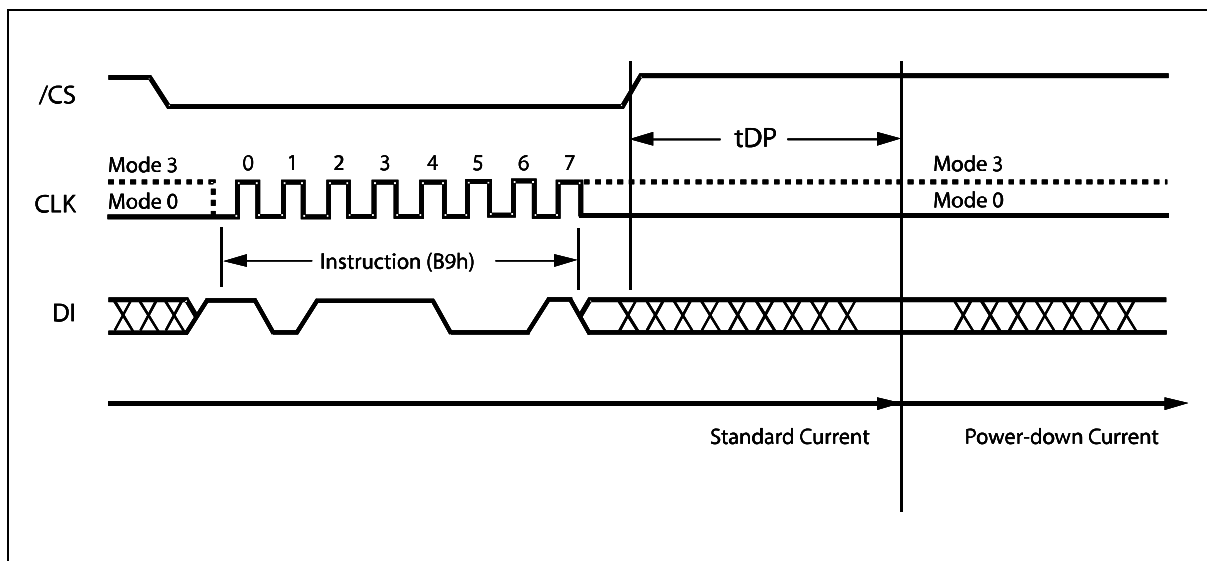 /CS
tDP
Mode 3 0 1 2 3 4 5 6 7 Mode 3
CLK Mode 0 Mode 0
Instruction (B9h)
DI
Standard Current Power-down Current